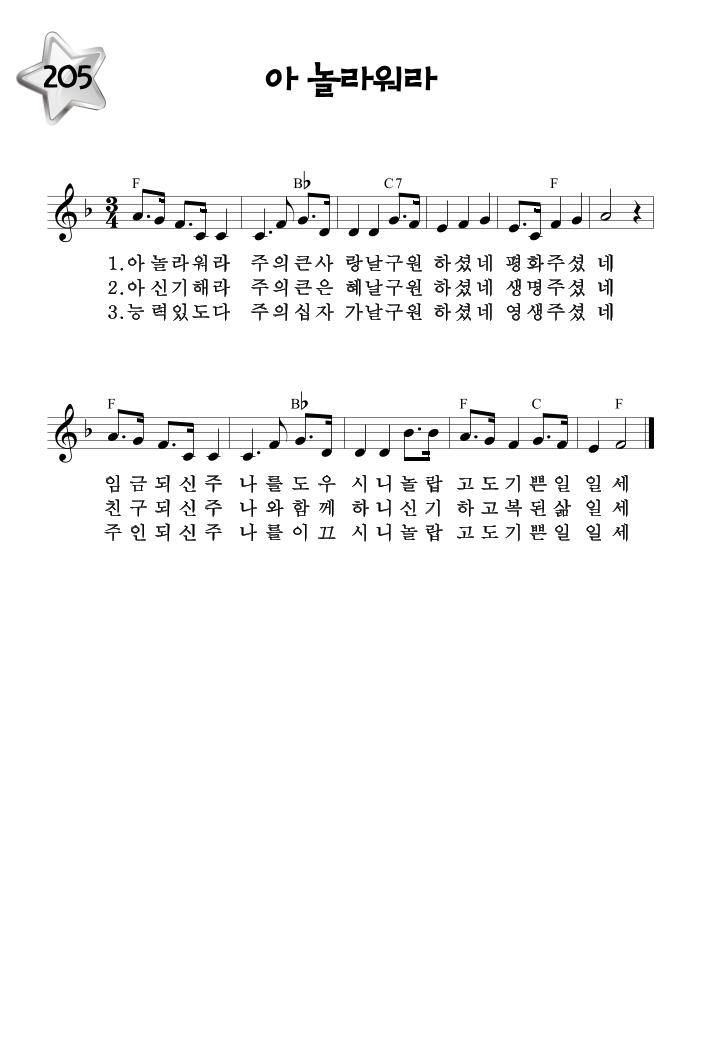 205
아 놀라워라
F B♭ C7 F
3
4
1.아 놀라워라 주의큰사 랑날구원 하셨네 평화주셨 네
2.아 신기해라 주의큰은 혜날구원 하셨네 생명주셨 네
3.능 력있도다 주의십자 가날구원 하셨네 영생주셨 네
F B♭ F C F
임 금 되 신 주 나 를 도 우 시 니 놀 랍 고 도 기 쁜 일 일 세
친 구 되 신 주 나 와 함 께 하 니 신 기 하 고 복 된 삶 일 세
주 인 되 신 주 나 를 이 끄 시 니 놀 랍 고 도 기 쁜 일 일 세